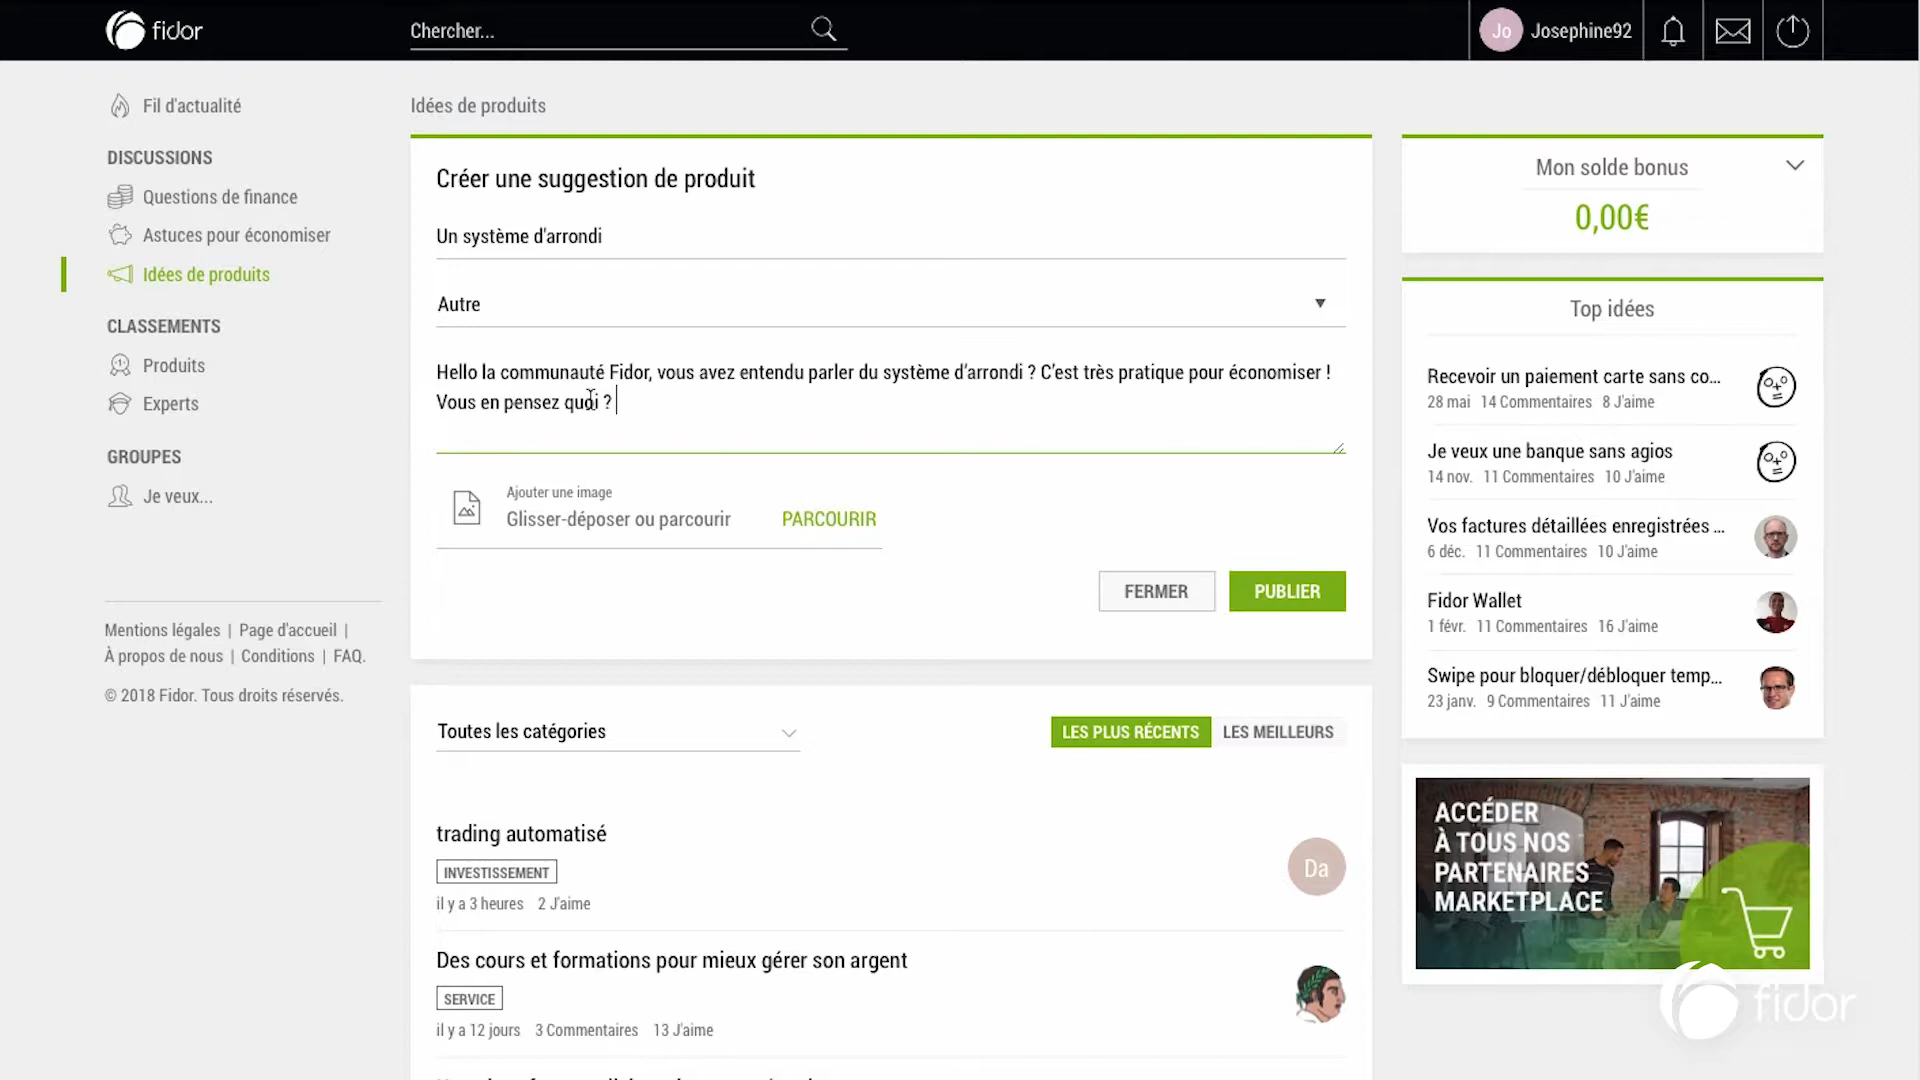 fidor
Chercher...
Jo Josephine92
Fil d'actualité
DISCUSSIONS
Questions de finance
Astuces pour économiser
Idées de produits
CLASSEMENTS
Produits
Experts
GROUPES
Je veux...
Mentions légales | Page d'accueil |
À propos de nous | Conditions | FAQ.
© 2018 Fidor. Tous droits réservés.
Idées de produits
Créer une suggestion de produit
Un système d'arrondi
Autre
Hello la communauté Fidor, vous avez entendu parler du système d'arrondi ? C'est très pratique pour économiser !
Vous en pensez quoi ?
Ajouter une image
Glisser-déposer ou parcourir PARCOURIR
FERMER PUBLIER
Toutes les catégories LES PLUS RÉCENTS LES MEILLEURS
trading automatisé
INVESTISSEMENT
il y a 3 heures 2 J'aime
Da
Des cours et formations pour mieux gérer son argent
SERVICE
il y a 12 jours 3 Commentaires 13 J'aime
Mon solde bonus
0,00€
Top idées
Recevoir un paiement carte sans co...
28 mai 14 Commentaires 8 J'aime
Je veux une banque sans agios
14 nov. 11 Commentaires 10 J'aime
Vos factures détaillées enregistrées ...
6 déc. 11 Commentaires 10 J'aime
Fidor Wallet
1 févr. 11 Commentaires 16 J'aime
Swipe pour bloquer/débloquer temp...
23 janv. 9 Commentaires 11 J'aime
ACCÉDER
À TOUS NOS
PARTENAIRES
MARKETPLACE
fidor